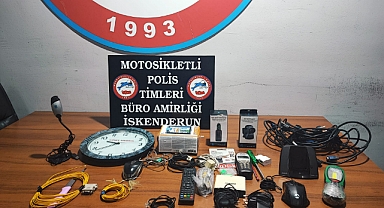 1993
MOTOSİKLETLİ
POLİS
TİMLERİ
BÜRO AMİRLİĞİ
İSKENDERUN